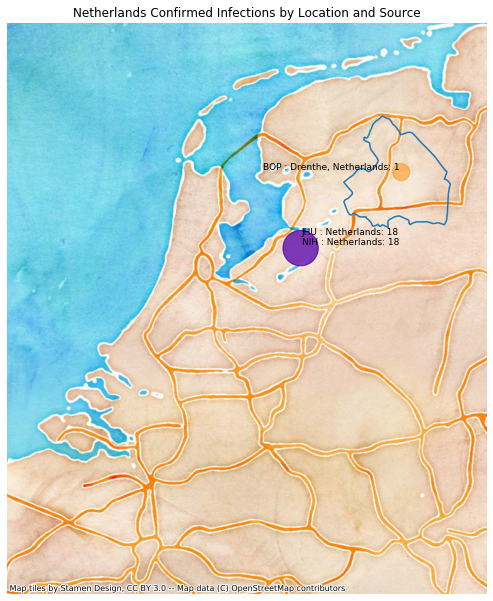 Netherlands Confirmed Infections by Location and Source
BOP : Drenthe, Netherlands: 1
JHU : Netherlands: 18
NIH : Netherlands: 18
Map tiles by Stamen Design, CC BY 3.0 -- Map data (C) OpenStreetMap contributors